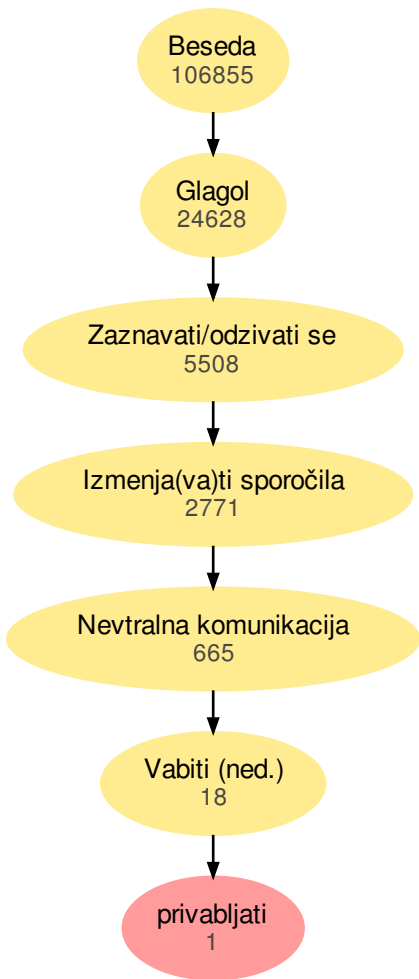 Beseda
106855
Glagol
24628
Zaznavati/odzivati se
5508
Izmenja(va)ti sporočila
2771
Nevtralna komunikacija
665
Vabiti (ned.)
18
privabljati
1